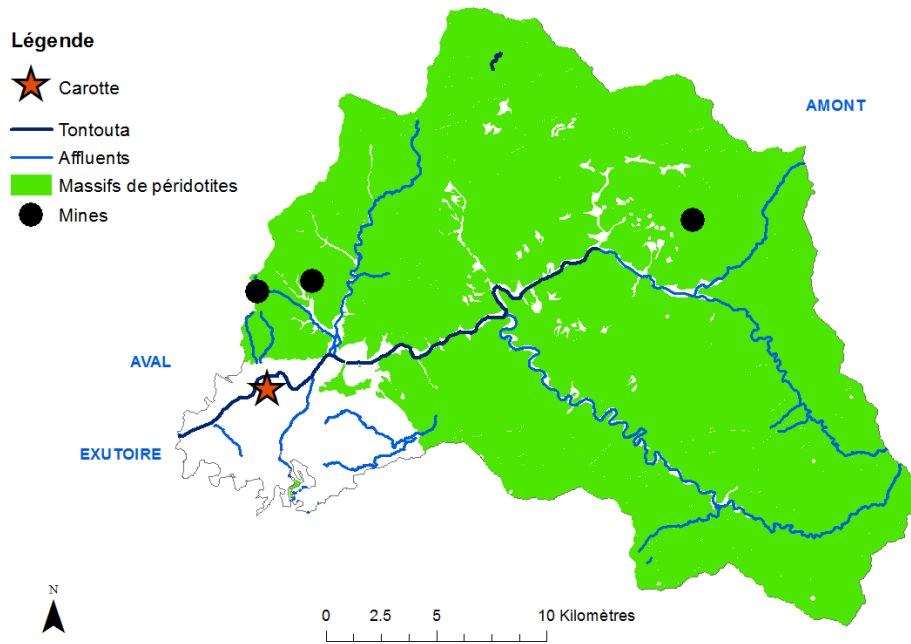 Légende
Carotte
Tontouta
Affluents
Massifs de péridotites
Mines
AMONT
AVAL
EXUTOIRE
N
0 2.5 5 10 Kilomètres